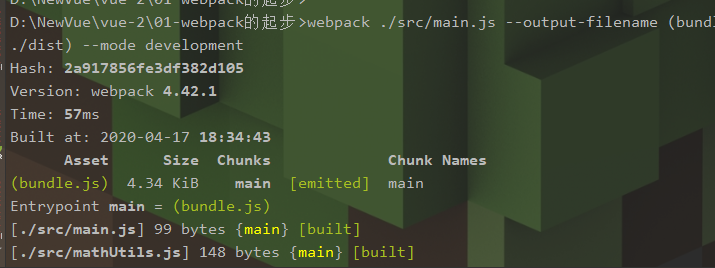 D:\NewVue\vue-2\01-webpack的起步>
D:\NewVue\vue-2\01-webpack的起步>webpack ./src/main.js --output-filename (bund
./dist) --mode development
Hash: 2a917856fe3df382d105
Version: webpack 4.42.1
Time: 57ms
Built at: 2020-04-17 18:34:43
Asset Size Chunks Chunk Names
(bundle.js) 4.34 KiB main [emitted] main
Entrypoint main = (bundle.js)
[./src/main.js] 99 bytes {main} [built]
[./src/mathUtils.js] 148 bytes {main} [built]